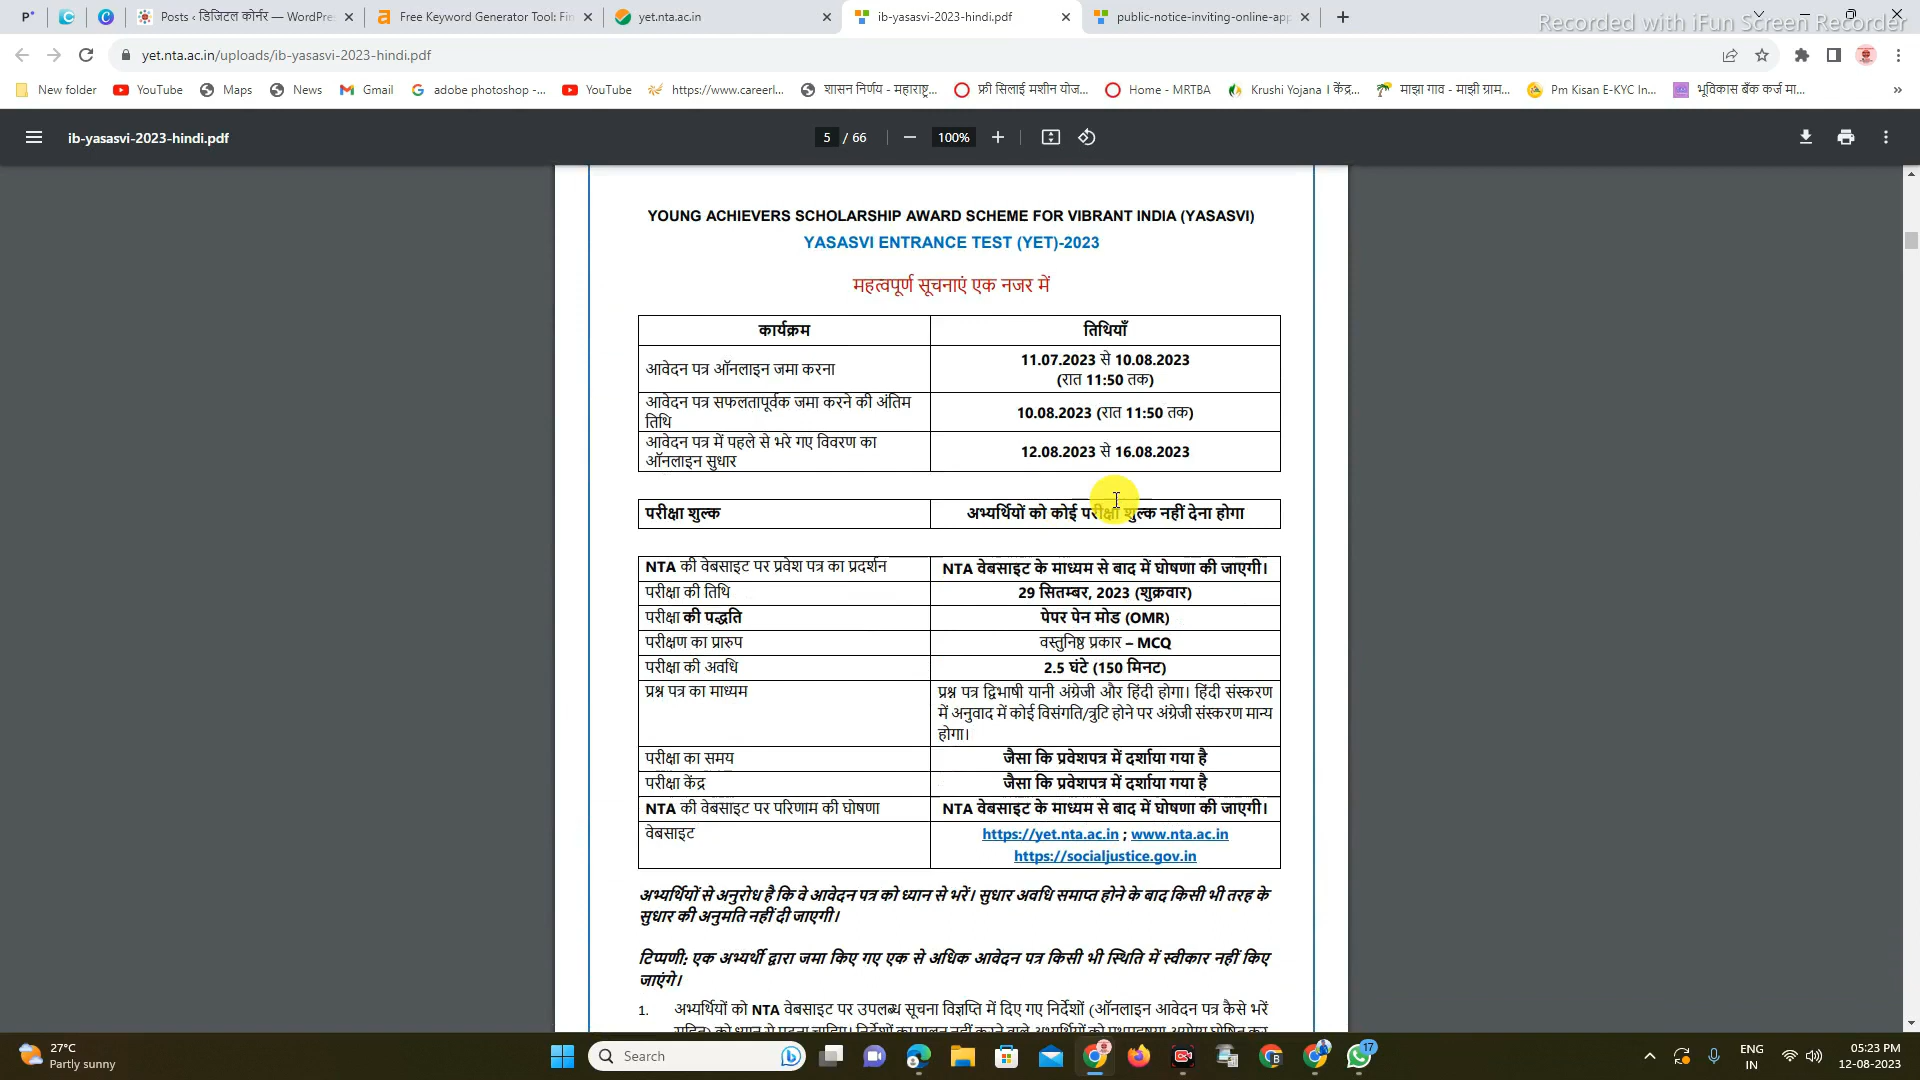 Recorded with iFun Screen Recorder
Posts ‹ डिजिटल कोर्नर — WordPre
Free Keyword Generator Tool: Fin
yet.nta.ac.in
ib-yasasvi-2023-hindi.pdf
public-notice-inviting-online-app
yet.nta.ac.in/uploads/ib-yasasvi-2023-hindi.pdf
New folder
YouTube
Maps
News
Gmail
adobe photoshop -...
YouTube
https://www.careerl...
शासन निर्णय - महाराष्ट्र...
फ्री सिलाई मशीन योज...
Home - MRTBA
Krushi Yojana । केंद्र...
माझा गाव - माझी ग्राम...
Pm Kisan E-KYC In...
भूविकास बँक कर्ज मा...
ib-yasasvi-2023-hindi.pdf
5 / 66
100%
YOUNG ACHIEVERS SCHOLARSHIP AWARD SCHEME FOR VIBRANT INDIA (YASASVI)
YASASVI ENTRANCE TEST (YET)-2023
महत्वपूर्ण सूचनाएं एक नजर में
कार्यक्रम
तिथियाँ
आवेदन पत्र ऑनलाइन जमा करना
11.07.2023 से 10.08.2023
(रात 11:50 तक)
आवेदन पत्र सफलतापूर्वक जमा करने की अंतिम
तिथि
10.08.2023 (रात 11:50 तक)
आवेदन पत्र में पहले से भरे गए विवरण का
ऑनलाइन सुधार
12.08.2023 से 16.08.2023
परीक्षा शुल्क
अभ्यर्थियों को कोई परीक्षा शुल्क नहीं देना होगा
NTA की वेबसाइट पर प्रवेश पत्र का प्रदर्शन
NTA वेबसाइट के माध्यम से बाद में घोषणा की जाएगी।
परीक्षा की तिथि
29 सितम्बर, 2023 (शुक्रवार)
परीक्षा की पद्धति
पेपर पेन मोड (OMR)
परीक्षण का प्रारुप
वस्तुनिष्ठ प्रकार – MCQ
परीक्षा की अवधि
2.5 घंटे (150 मिनट)
प्रश्न पत्र का माध्यम
प्रश्न पत्र द्विभाषी यानी अंग्रेजी और हिंदी होगा। हिंदी संस्करण
में अनुवाद में कोई विसंगति/त्रुटि होने पर अंग्रेजी संस्करण मान्य
होगा।
परीक्षा का समय
जैसा कि प्रवेशपत्र में दर्शाया गया है
परीक्षा केंद्र
जैसा कि प्रवेशपत्र में दर्शाया गया है
NTA की वेबसाइट पर परिणाम की घोषणा
NTA वेबसाइट के माध्यम से बाद में घोषणा की जाएगी।
वेबसाइट
https://yet.nta.ac.in ; www.nta.ac.in
https://socialjustice.gov.in
अभ्यर्थियों से अनुरोध है कि वे आवेदन पत्र को ध्यान से भरें। सुधार अवधि समाप्त होने के बाद किसी भी तरह के
सुधार की अनुमति नहीं दी जाएगी।
टिप्पणी: एक अभ्यर्थी द्वारा जमा किए गए एक से अधिक आवेदन पत्र किसी भी स्थिति में स्वीकार नहीं किए
जाएंगे।
1. अभ्यर्थियों को NTA वेबसाइट पर उपलब्ध सूचना विज्ञप्ति में दिए गए निर्देशों (ऑनलाइन आवेदन पत्र कैसे भरें
27°C
Partly sunny
Search
17
ENG
IN
05:23 PM
12-08-2023